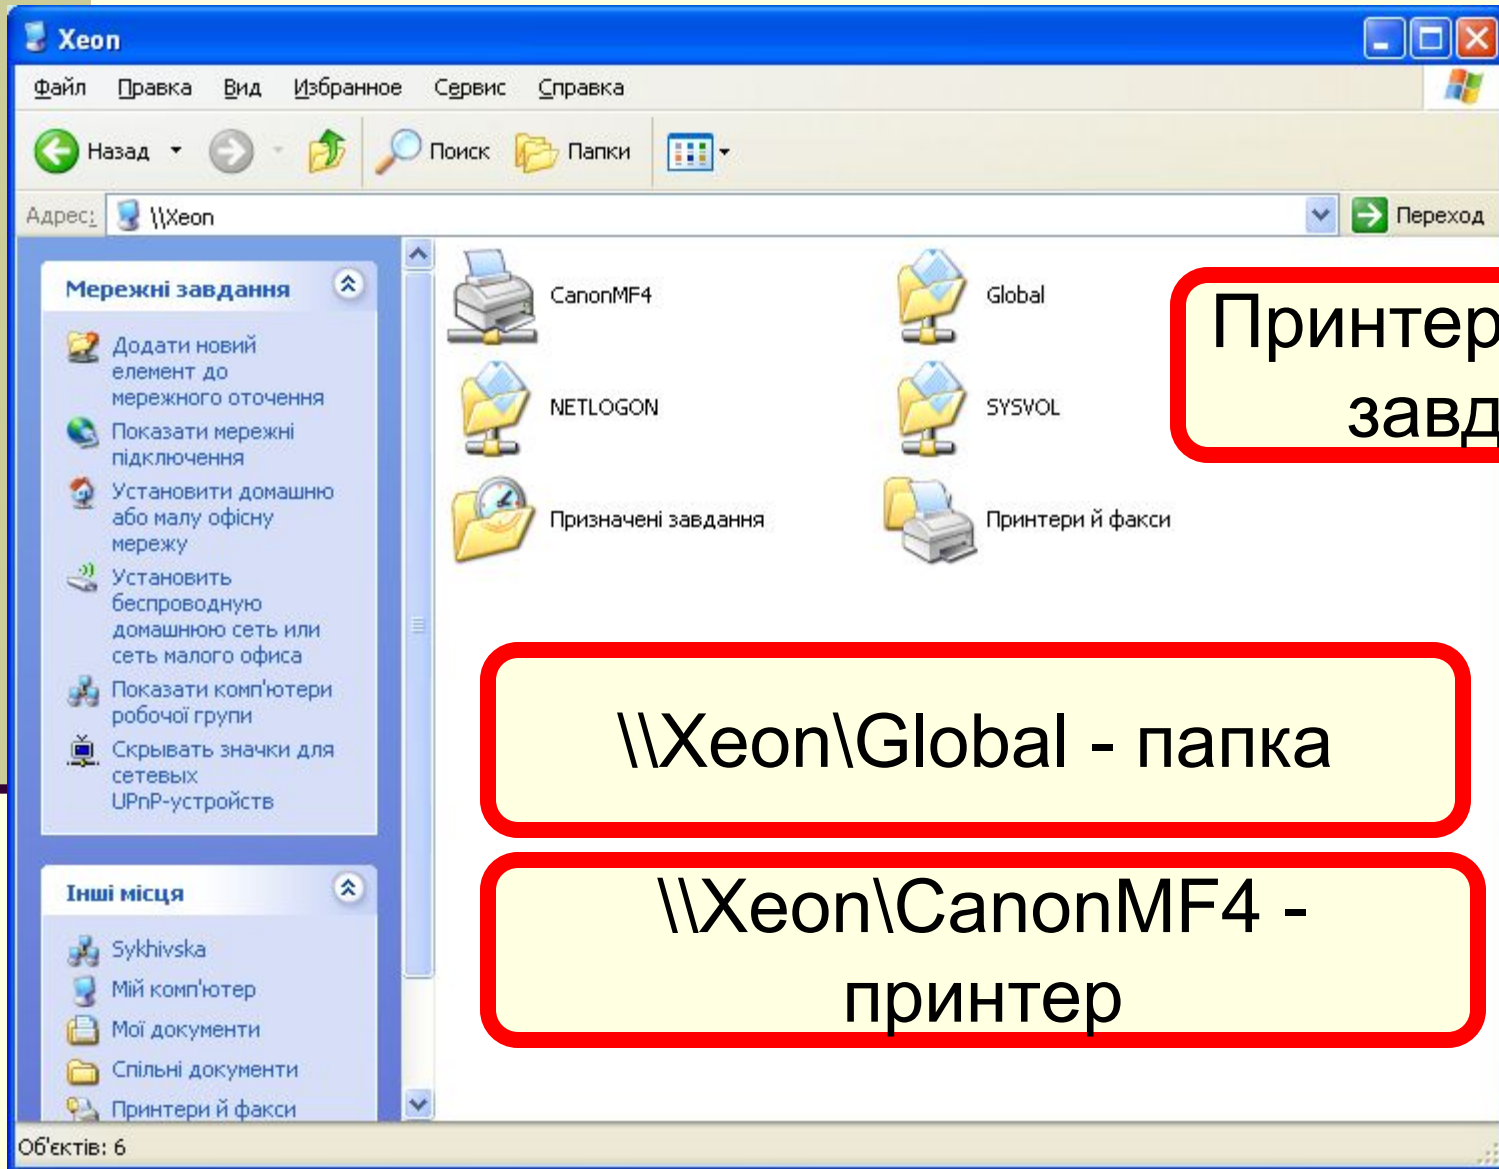 Xeon
Файл Правка Вид Избранное Сервис Справка
Назад Поиск Папки
Адрес: \\Xeon Переход
Мережні завдання
Додати новий
елемент до
мережного оточення
Показати мережні
підключення
Установити домашню
або малу офісну
мережу
Установить
беспроводную
домашнюю сеть или
сеть малого офиса
Показати комп'ютери
робочої групи
Скрывать значки для
сетевых
UPnP-устройств
Інші місця
Sykhivska
Мій комп'ютер
Мої документи
Спільні документи
Принтери й факси
CanonMF4 Global
NETLOGON SYSVOL
Призначені завдання Принтери й факси
Принтер
завд
\\Xeon\Global - папка
\\Xeon\CanonMF4 -
принтер
Об'єктів: 6